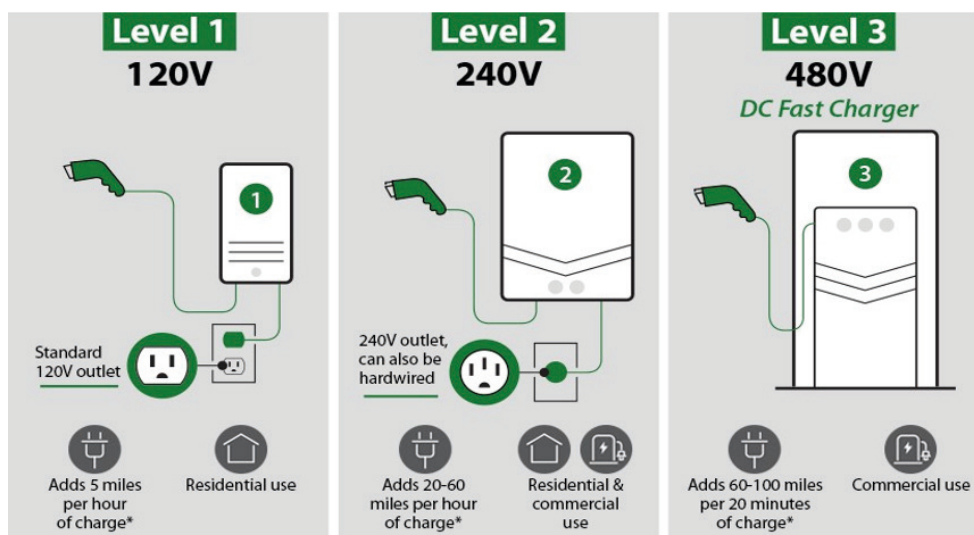 Level 1
120V
1
Standard
120V outlet
Adds 5 miles
per hour
of charge*
Residential use
Level 2
240V
2
240V outlet,
can also be
hardwired
Adds 20-60
miles per hour
of charge*
Residential &
commercial
use
Level 3
480V
DC Fast Charger
3
Adds 60-100 miles
per 20 minutes
of charge*
Commercial use